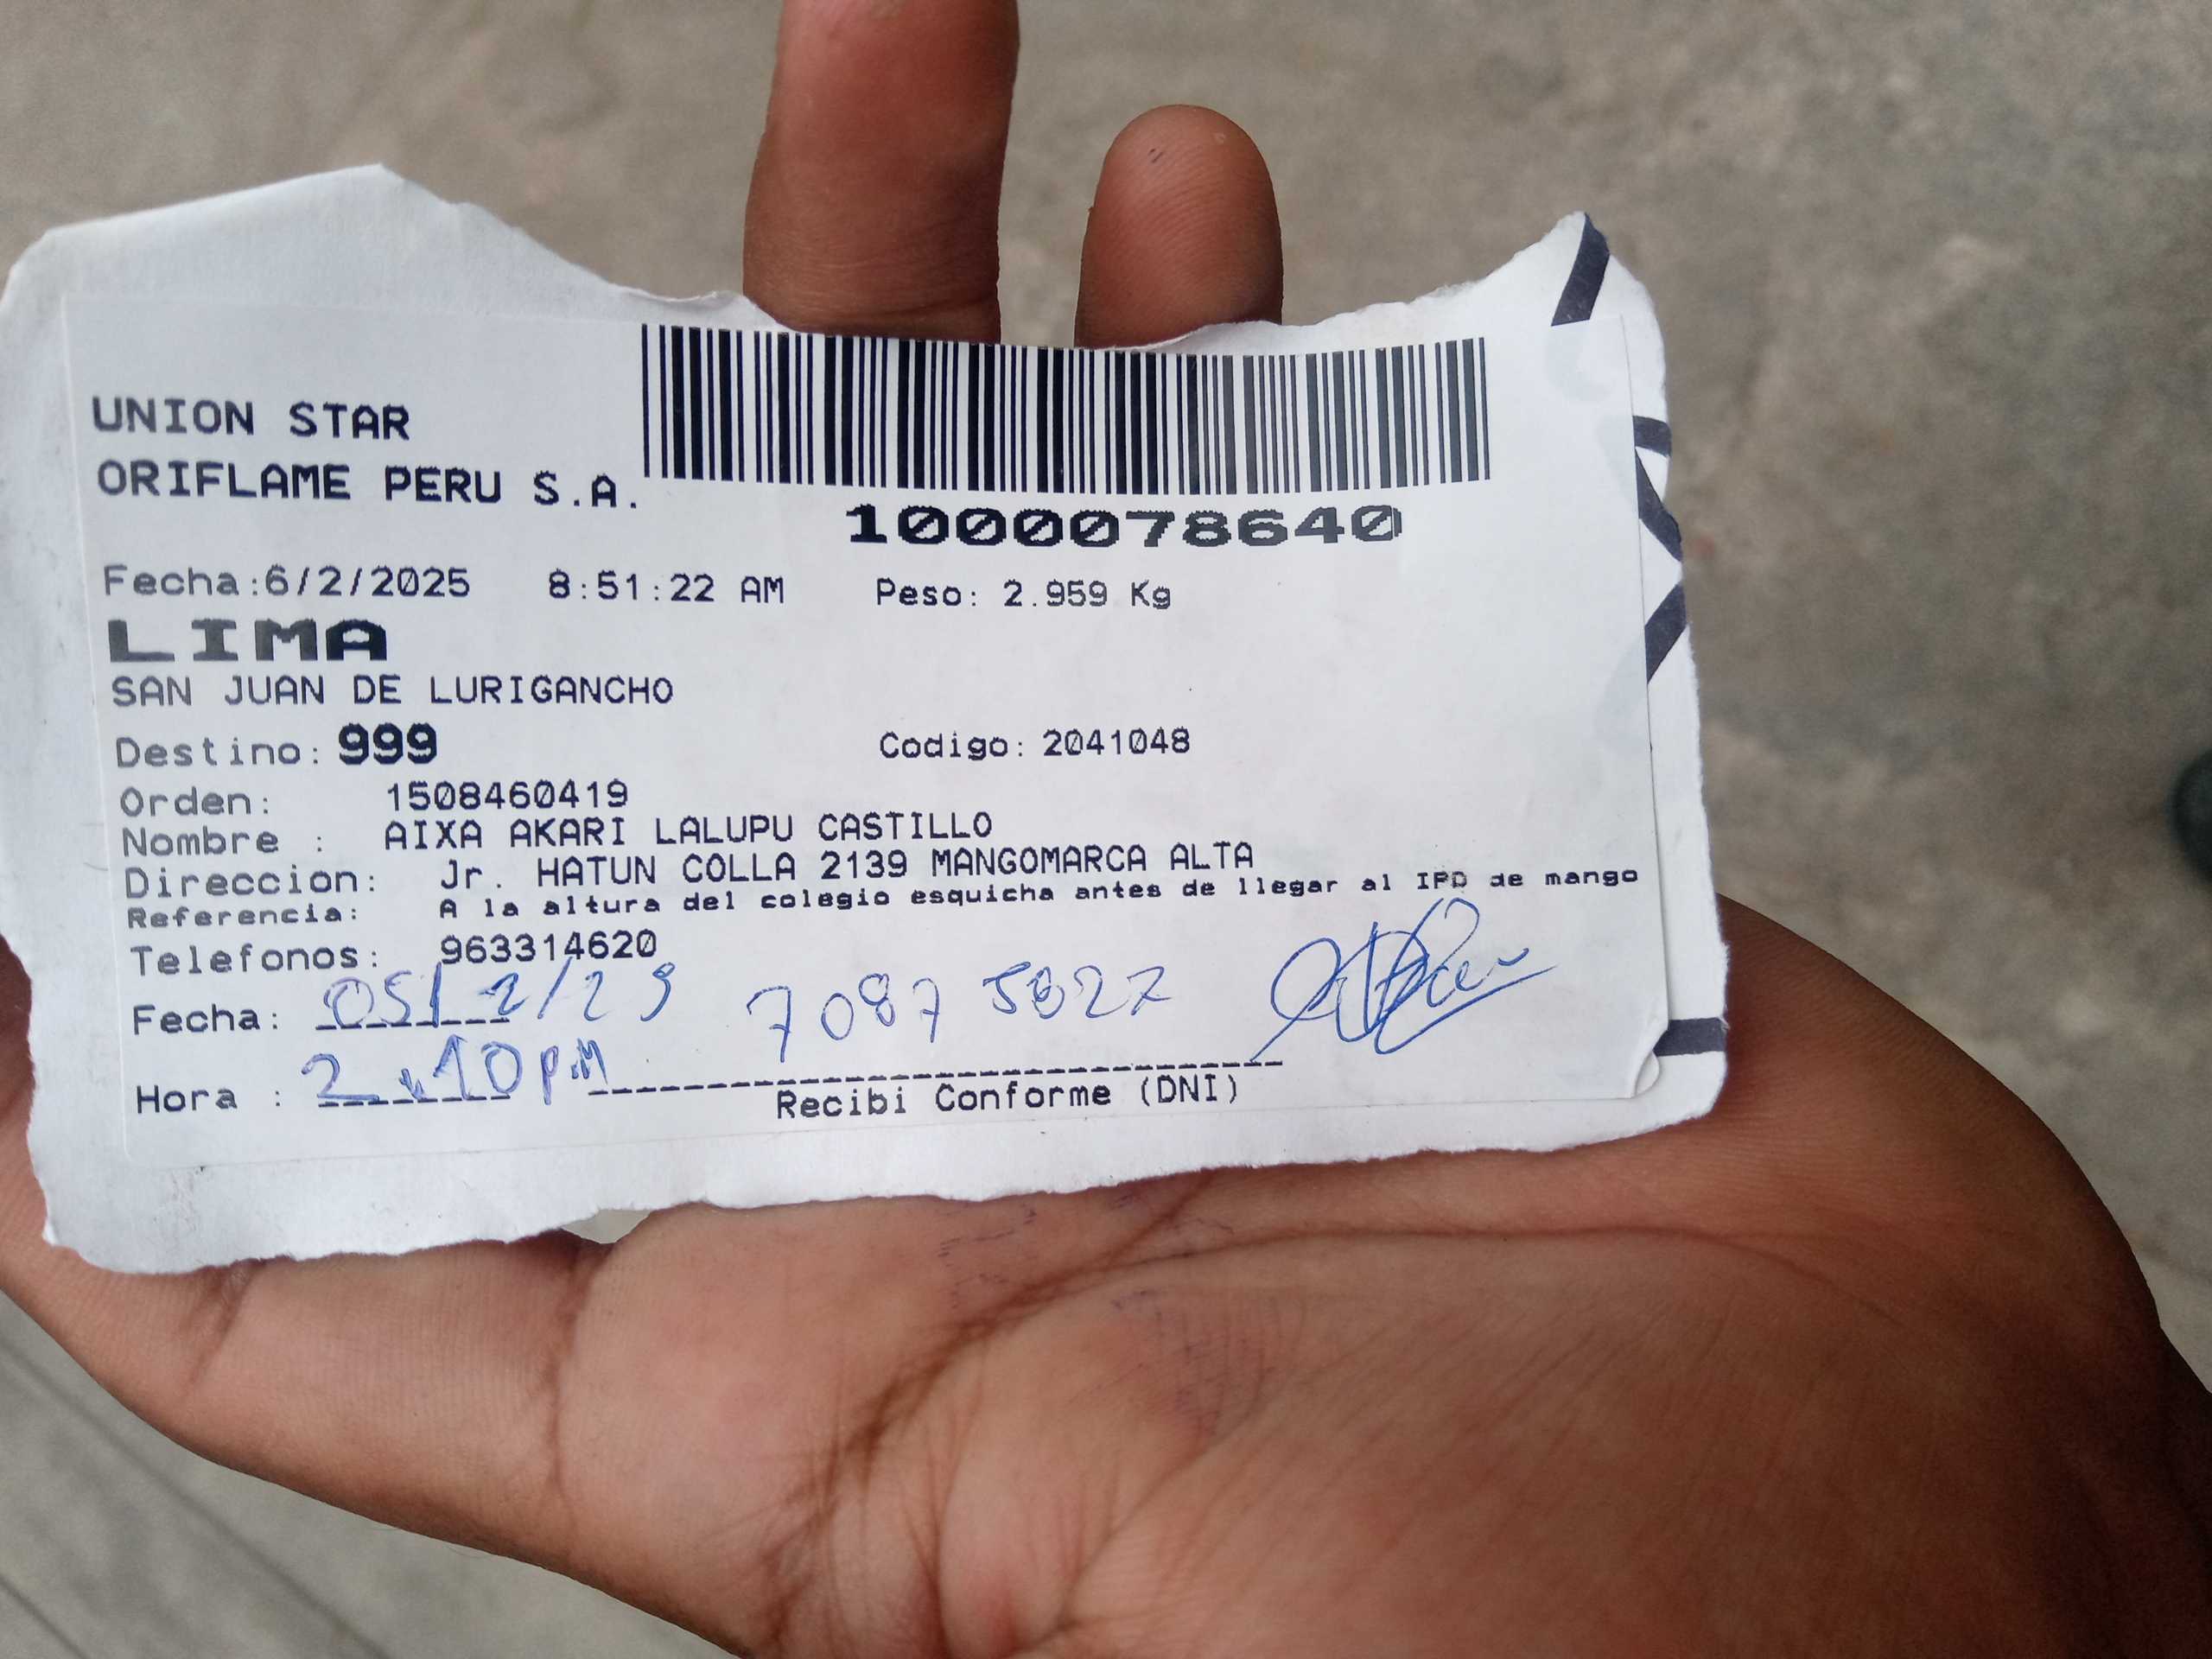 UNION STAR
ORIFLAME PERU S.A.
1000078640
Fecha:6/2/2025 8:51:22 AM Peso: 2.959 Kg
LIMA
SAN JUAN DE LURIGANCHO
Destino: 999 Codigo: 2041048
Orden: 1508460419
Nombre : AIXA AKARI LALUPU CASTILLO
Direccion: Jr. HATUN COLLA 2139 MANGOMARCA ALTA
Referencia: A la altura del colegio esquicha antes de llegar al IPD de mango
Telefonos: 963314620
Fecha: 05/2/25
Hora : 2:10 p.m
Recibi Conforme (DNI)